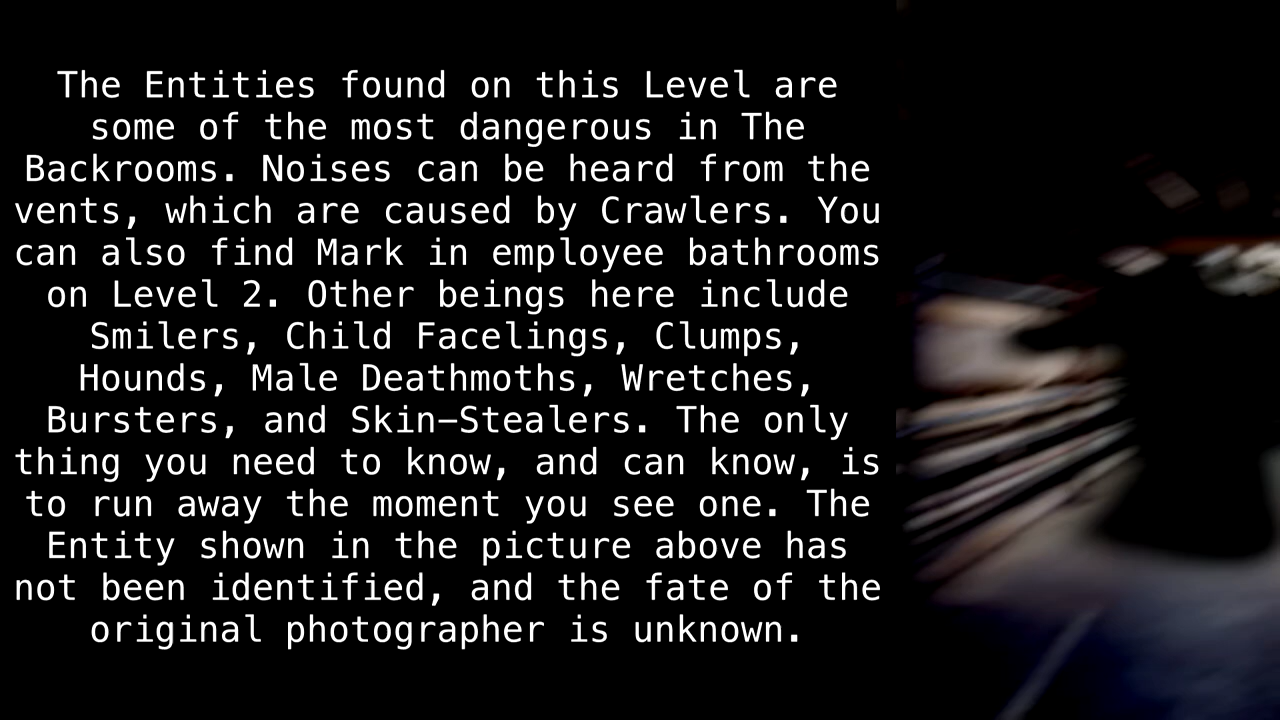 The Entities found on this Level are
some of the most dangerous in The
Backrooms. Noises can be heard from the
vents, which are caused by Crawlers. You
can also find Mark in employee bathrooms
on Level 2. Other beings here include
Smilers, Child Facelings, Clumps,
Hounds, Male Deathmoths, Wretches,
Bursters, and Skin-Stealers. The only
thing you need to know, and can know, is
to run away the moment you see one. The
Entity shown in the picture above has
not been identified, and the fate of the
original photographer is unknown.